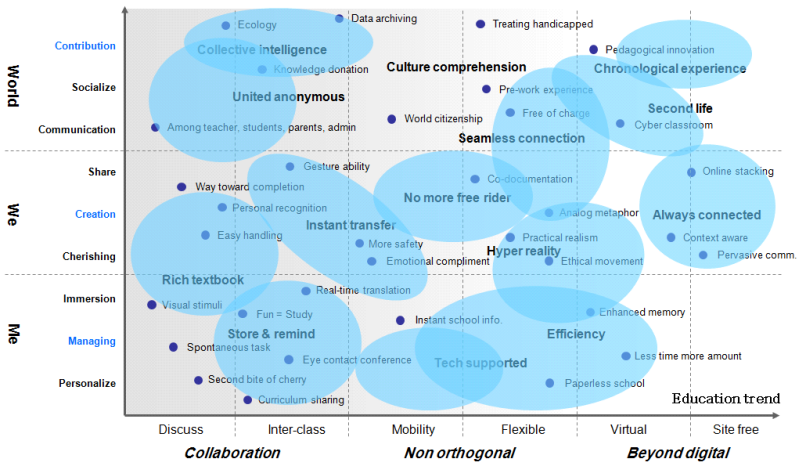 Ecology
Data archiving
Treating handicapped
Contribution
Collective intelligence
Pedagogical innovation
Knowledge donation
Culture comprehension
Chronological experience
World
Socialize
United anonymous
Pre-work experience
Second life
Free of charge
World citizenship
Communication
Among teacher, students, parents, admin
Cyber classroom
Seamless connection
Share
Gesture ability
Online stacking
Way toward completion
Co-documentation
No more free rider
We
Creation
Personal recognition
Analog metaphor
Always connected
Instant transfer
Easy handling
Practical realism
Context aware
More safety
Hyper reality
Cherishing
Emotional compliment
Ethical movement
Pervasive comm.
Rich textbook
Real-time translation
Immersion
Visual stimuli
Fun = Study
Instant school info.
Enhanced memory
Me
Managing
Store & remind
Efficiency
Spontaneous task
Eye contact conference
Tech supported
Less time more amount
Personalize
Second bite of cherry
Paperless school
Curriculum sharing
Education trend
Discuss
Inter-class
Mobility
Flexible
Virtual
Site free
Collaboration
Non orthogonal
Beyond digital